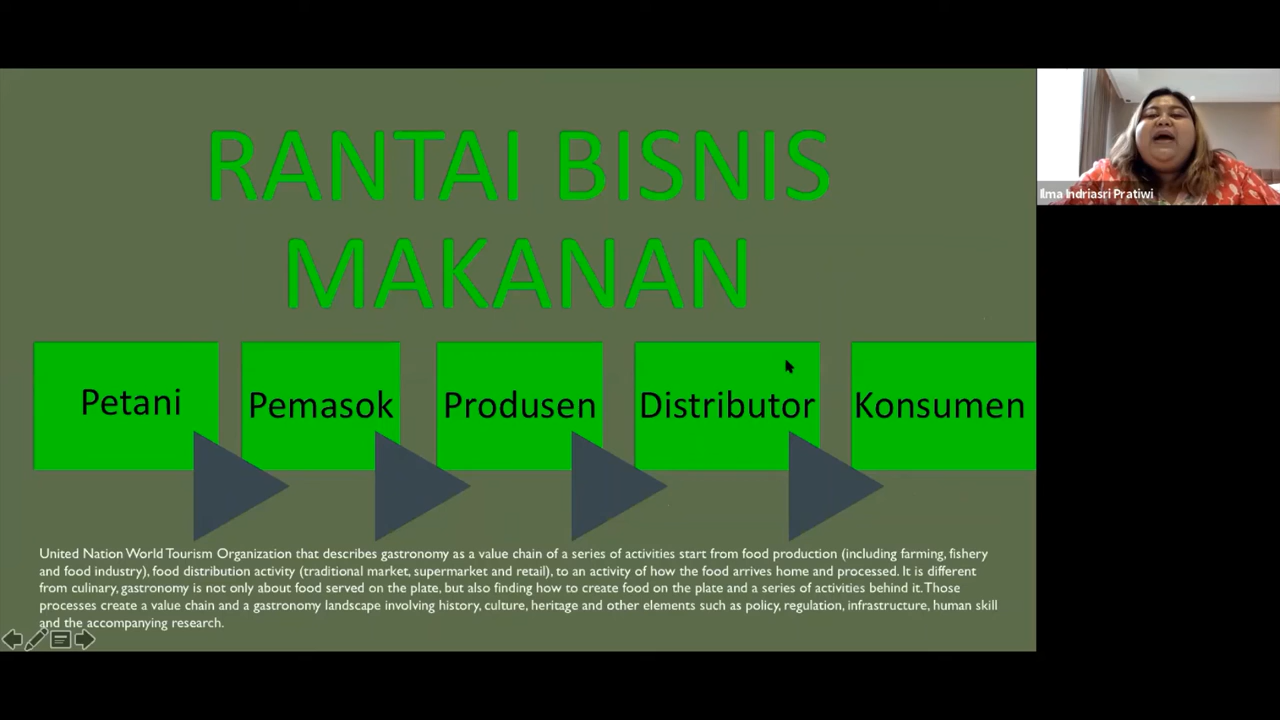 RANTAI BISNIS
MAKANAN
Ilma Indriasri Pratiwi
Petani
Pemasok
Produsen
Distributor
Konsumen
United Nation World Tourism Organization that describes gastronomy as a value chain of a series of activities start from food production (including farming, fishery
and food industry), food distribution activity (traditional market, supermarket and retail), to an activity of how the food arrives home and processed. It is different
from culinary, gastronomy is not only about food served on the plate, but also finding how to create food on the plate and a series of activities behind it. Those
processes create a value chain and a gastronomy landscape involving history, culture, heritage and other elements such as policy, regulation, infrastructure, human skill
and the accompanying research.